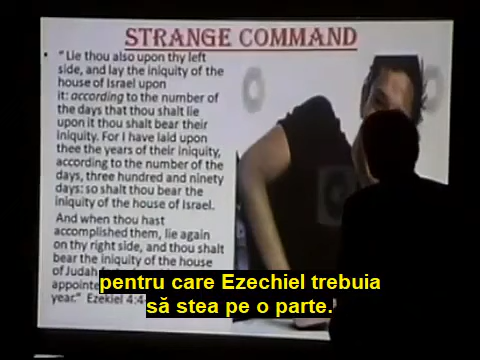 STRANGE COMMAND
• " Lie thou also upon thy left
side, and lay the iniquity of the
house of Israel upon
it: according to the number of
the days that thou shalt lie
upon it thou shalt bear their
iniquity. For I have laid upon
thee the years of their iniquity,
according to the number of the
days, three hundred and ninety
days: so shalt thou bear the
iniquity of the house of Israel.
And when thou hast
accomplished them, lie again
on thy right side, and thou shalt
bear the iniquity of the house
of Judah
appointe
year." Ezekiel 4:4
pentru care Ezechiel trebuia
să stea pe o parte.